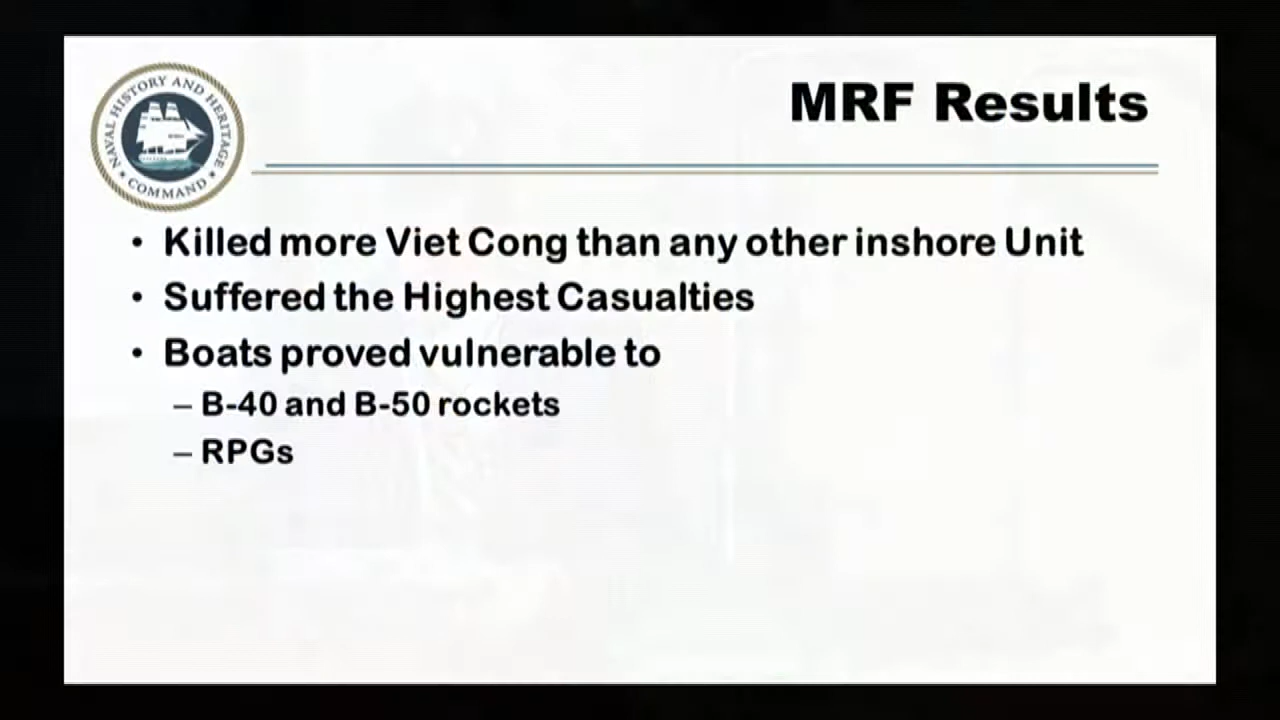 NAVAL HISTORY AND HERITAGE
COMMAND
MRF Results
• Killed more Viet Cong than any other inshore Unit
• Suffered the Highest Casualties
• Boats proved vulnerable to
– B-40 and B-50 rockets
– RPGs